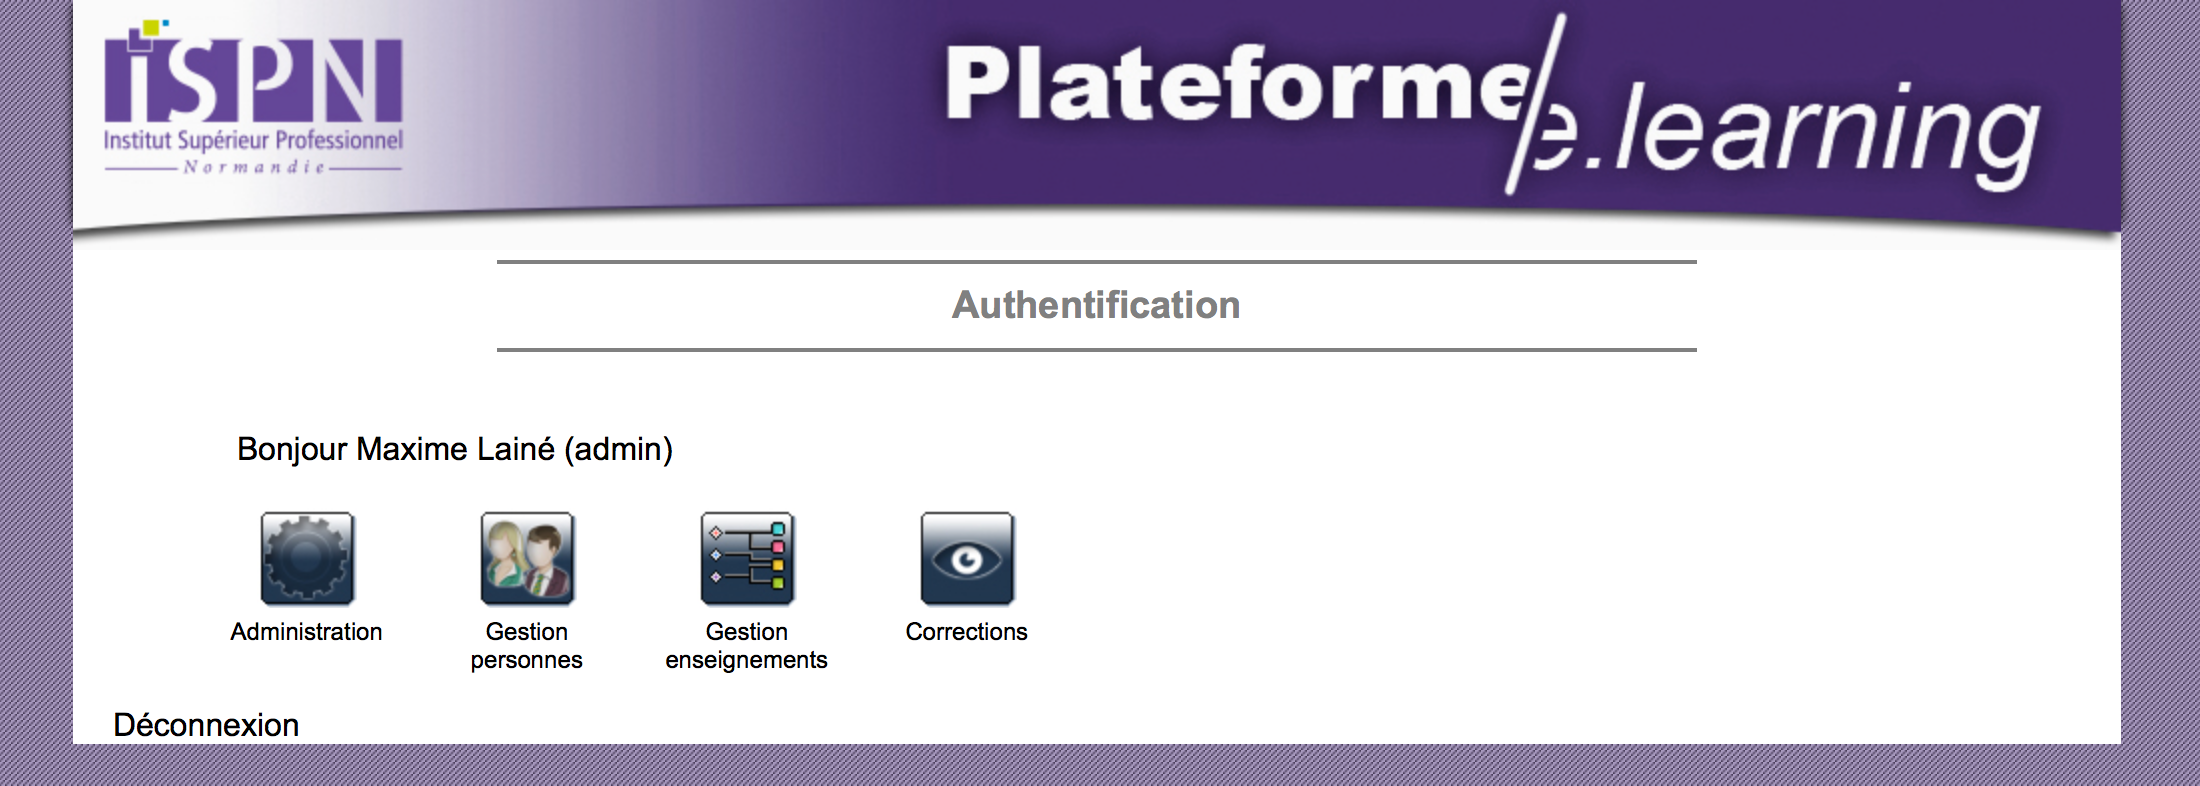 iSPN
Institut Supérieur Professionnel
Normandie
Plateforme
e.learning
Authentification
Bonjour Maxime Lainé (admin)
Administration
Gestion
personnes
Gestion
enseignements
Corrections
Déconnexion